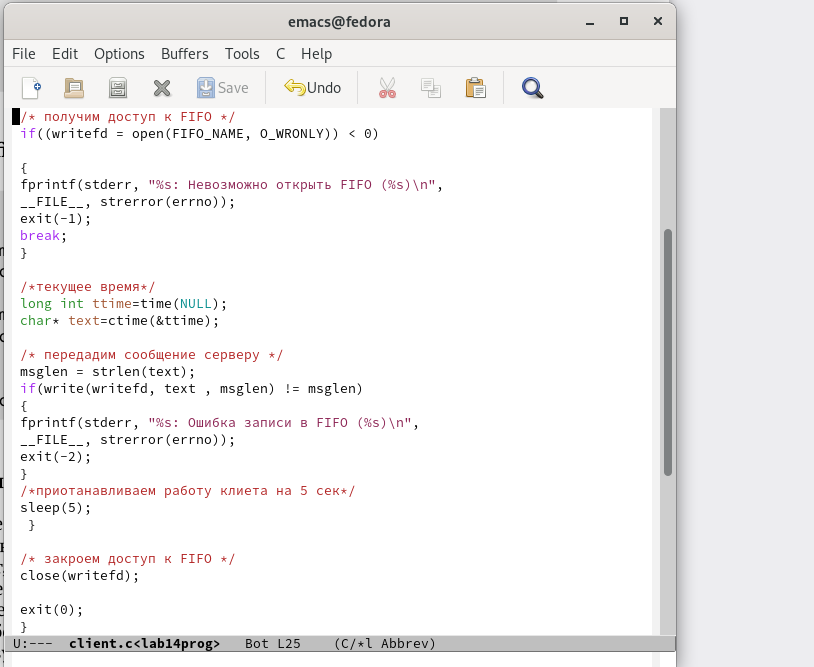 emacs@fedora
File Edit Options Buffers Tools C Help
Save Undo
/* получим доступ к FIFO */
if((writefd = open(FIFO_NAME, O_WRONLY)) < 0)
{
fprintf(stderr, "%s: Невозможно открыть FIFO (%s)\n",
__FILE__, strerror(errno));
exit(-1);
break;
}
/*текущее время*/
long int ttime=time(NULL);
char* text=ctime(&ttime);
/* передадим сообщение серверу */
msglen = strlen(text);
if(write(writefd, text , msglen) != msglen)
{
fprintf(stderr, "%s: Ошибка записи в FIFO (%s)\n",
__FILE__, strerror(errno));
exit(-2);
}
/*приотанавливаем работу клиета на 5 сек*/
sleep(5);
}
/* закроем доступ к FIFO */
close(writefd);
exit(0);
}
U:--- client.c<lab14prog> Bot L25 (C/*l Abbrev)